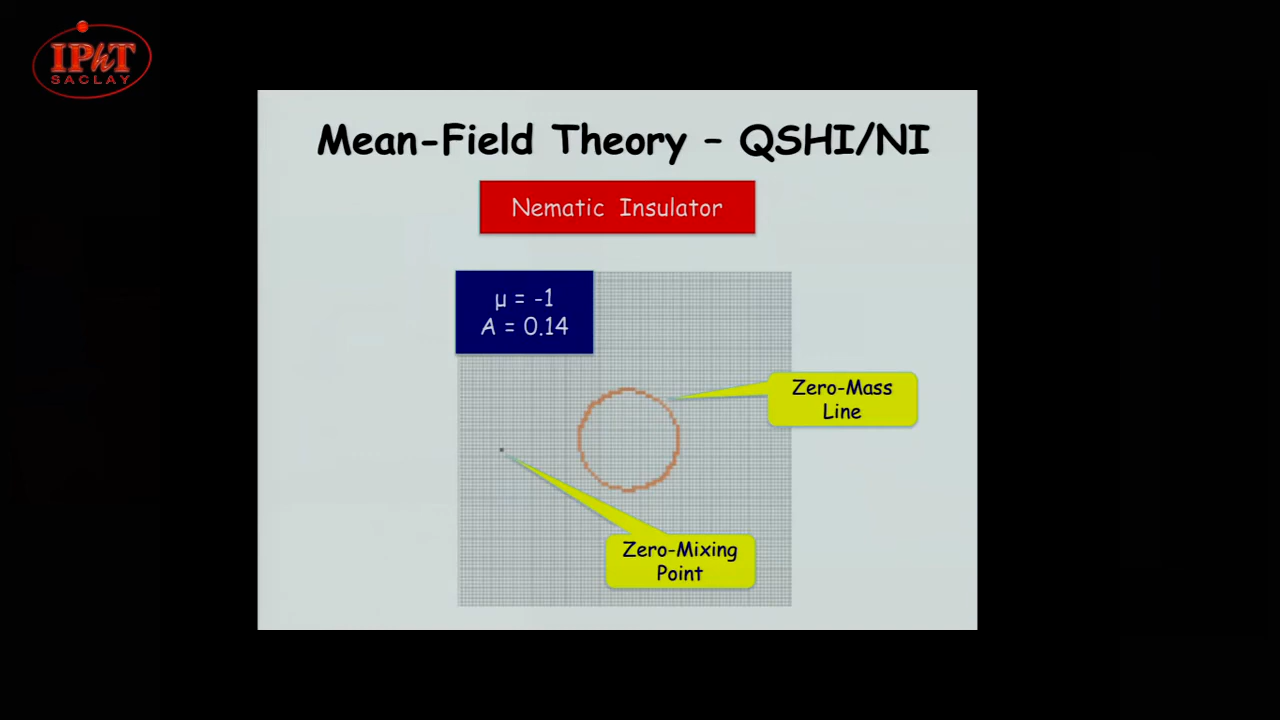 IPhT
SACLAY
Mean-Field Theory – QSHI/NI
Nematic Insulator
μ = -1
A = 0.14
Zero-Mass
Line
Zero-Mixing
Point